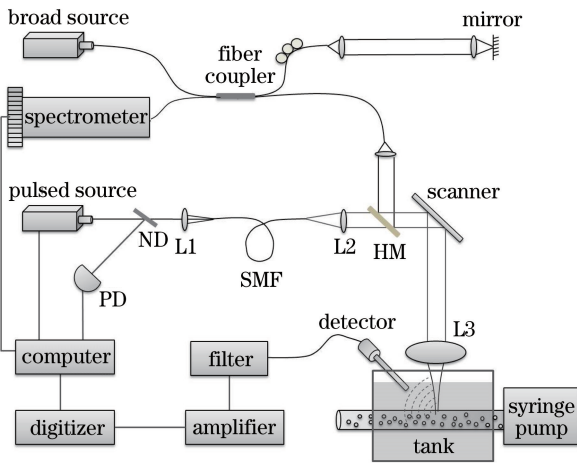 broad source
mirror
fiber
coupler
spectrometer
pulsed source
scanner
ND
L1
L2
HM
SMF
PD
detector
L3
computer
filter
digitizer
amplifier
syringe
pump
tank